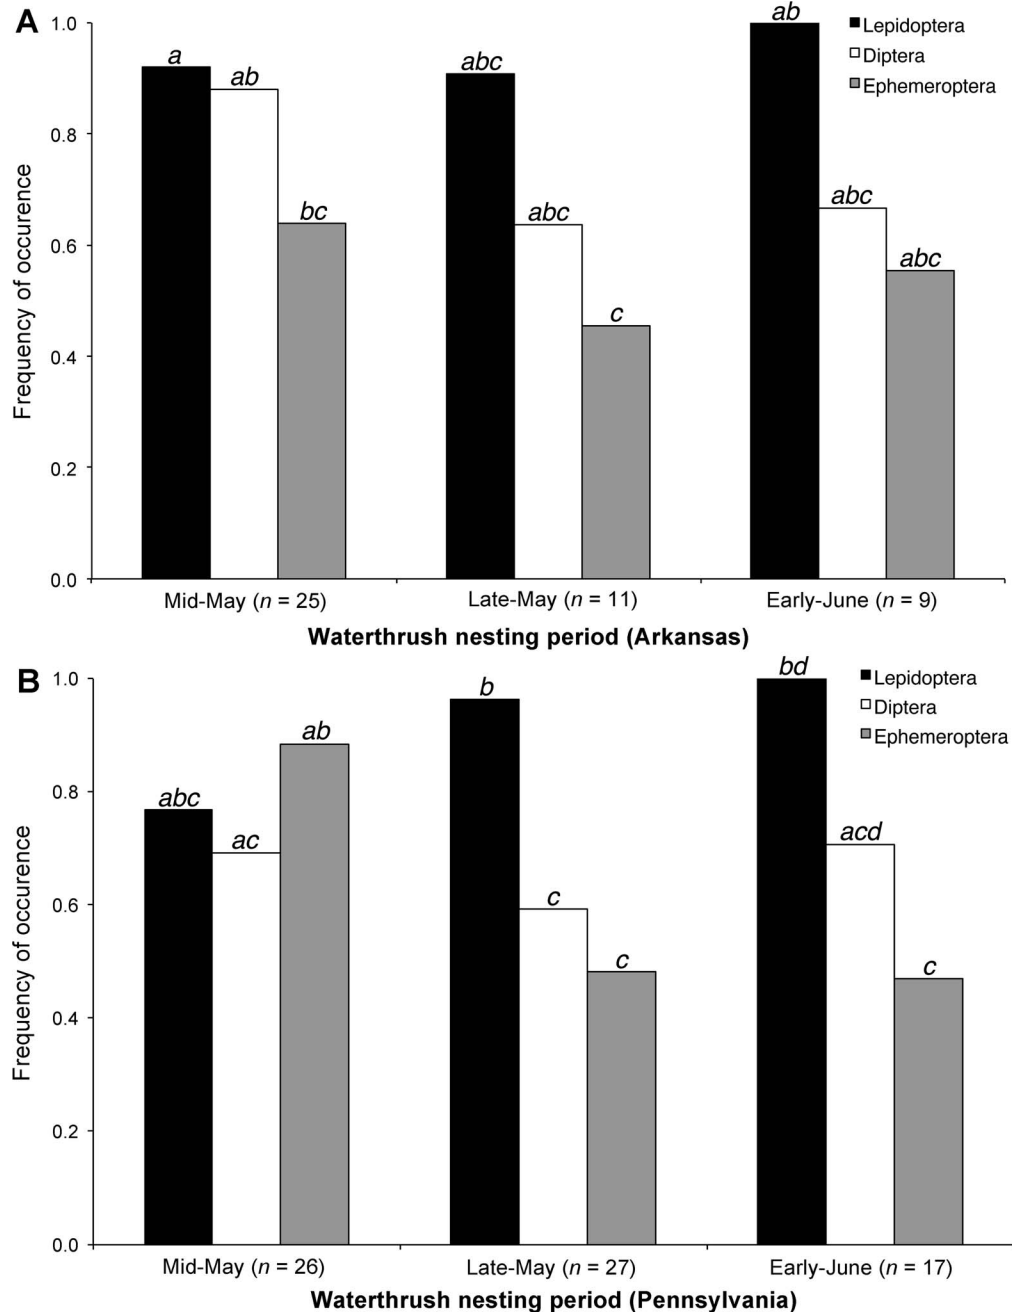 A
1.0
0.8
0.6
0.4
0.2
0.0
Frequency of occurence
a
ab
bc
abc
abc
c
ab
abc
abc
Lepidoptera
Diptera
Ephemeroptera
Mid-May (n = 25)
Late-May (n = 11)
Early-June (n = 9)
Waterthrush nesting period (Arkansas)
B
1.0
0.8
0.6
0.4
0.2
0.0
Frequency of occurence
abc
ac
ab
b
c
c
bd
acd
c
Lepidoptera
Diptera
Ephemeroptera
Mid-May (n = 26)
Late-May (n = 27)
Early-June (n = 17)
Waterthrush nesting period (Pennsylvania)